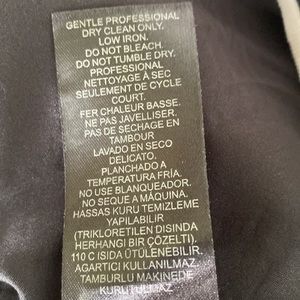 GENTLE PROFESSIONAL
DRY CLEAN ONLY.
LOW IRON.
DO NOT BLEACH.
DO NOT TUMBLE DRY.
PROFESSIONAL
NETTOYAGE À SEC
SEULEMENT DE CYCLE
COURT.
FER CHALEUR BASSE.
NE PAS JAVELLISER.
PAS DE SECHAGE EN
TAMBOUR
LAVADO EN SECO
DELICATO.
PLANCHADO A
TEMPERATURA FRÍA.
NO USE BLANQUEADOR.
NO SEQUE A MÁQUINA.
HASSAS KURU TEMIZLEME
YAPILABILIR
(TRIKLORETILEN DISINDA
HERHANGI BIR ÇOZELTI).
110 C ISIDA ÜTÜLENEBILIR.
AGARTICI KULLANILMAZ.
TAMBURLU MAKINEDE
KURUTULMAZ